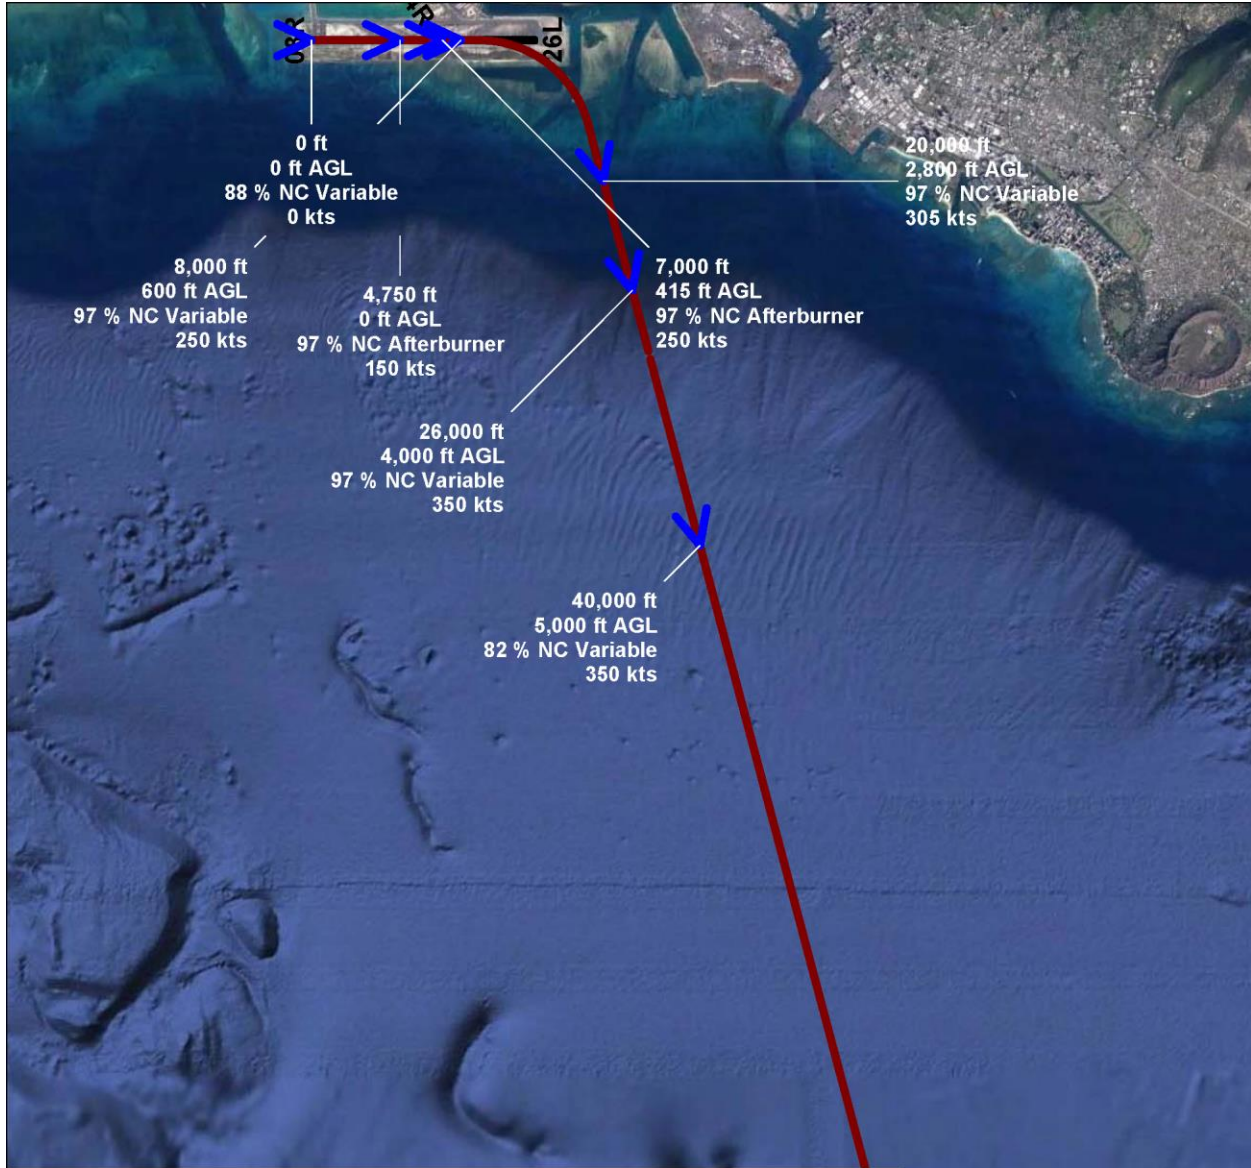 08R
4R
26L
0 ft
0 ft AGL
88 % NC Variable
0 kts
20,000 ft
2,800 ft AGL
97 % NC Variable
305 kts
8,000 ft
600 ft AGL
97 % NC Variable
250 kts
4,750 ft
0 ft AGL
97 % NC Afterburner
150 kts
7,000 ft
415 ft AGL
97 % NC Afterburner
250 kts
26,000 ft
4,000 ft AGL
97 % NC Variable
350 kts
40,000 ft
5,000 ft AGL
82 % NC Variable
350 kts